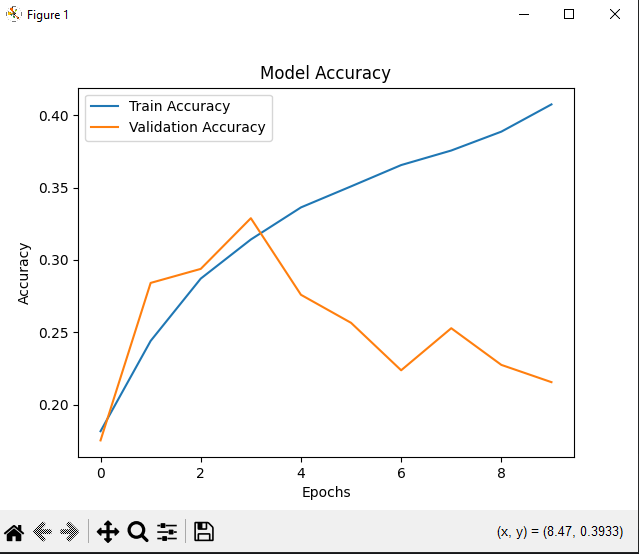 Figure 1
Model Accuracy
Train Accuracy
Validation Accuracy
0.40
0.35
0.30
0.25
0.20
Accuracy
0 2 4 6 8
Epochs
(x, y) = (8.47, 0.3933)